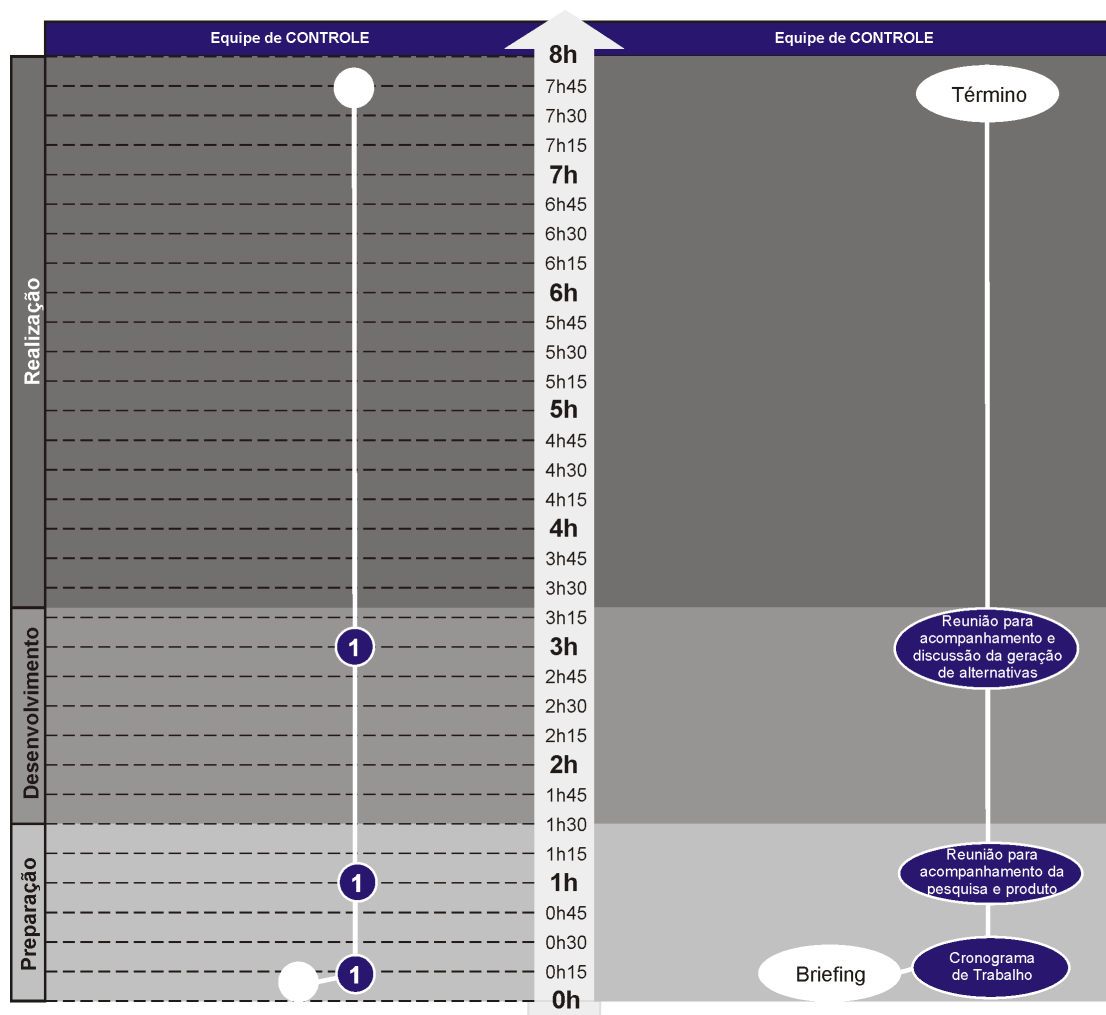 Equipe de CONTROLE
Equipe de CONTROLE
8h
7h45
7h30
7h15
7h
6h45
6h30
6h15
6h
5h45
5h30
5h15
5h
4h45
4h30
4h15
4h
3h45
3h30
3h15
3h
2h45
2h30
2h15
2h
1h45
1h30
1h15
1h
0h45
0h30
0h15
0h
Realização
Desenvolvimento
Preparação
1
1
1
Término
Reunião para
acompanhamento e
discussão da geração
de alternativas
Reunião para
acompanhamento da
pesquisa e produto
Cronograma
de Trabalho
Briefing